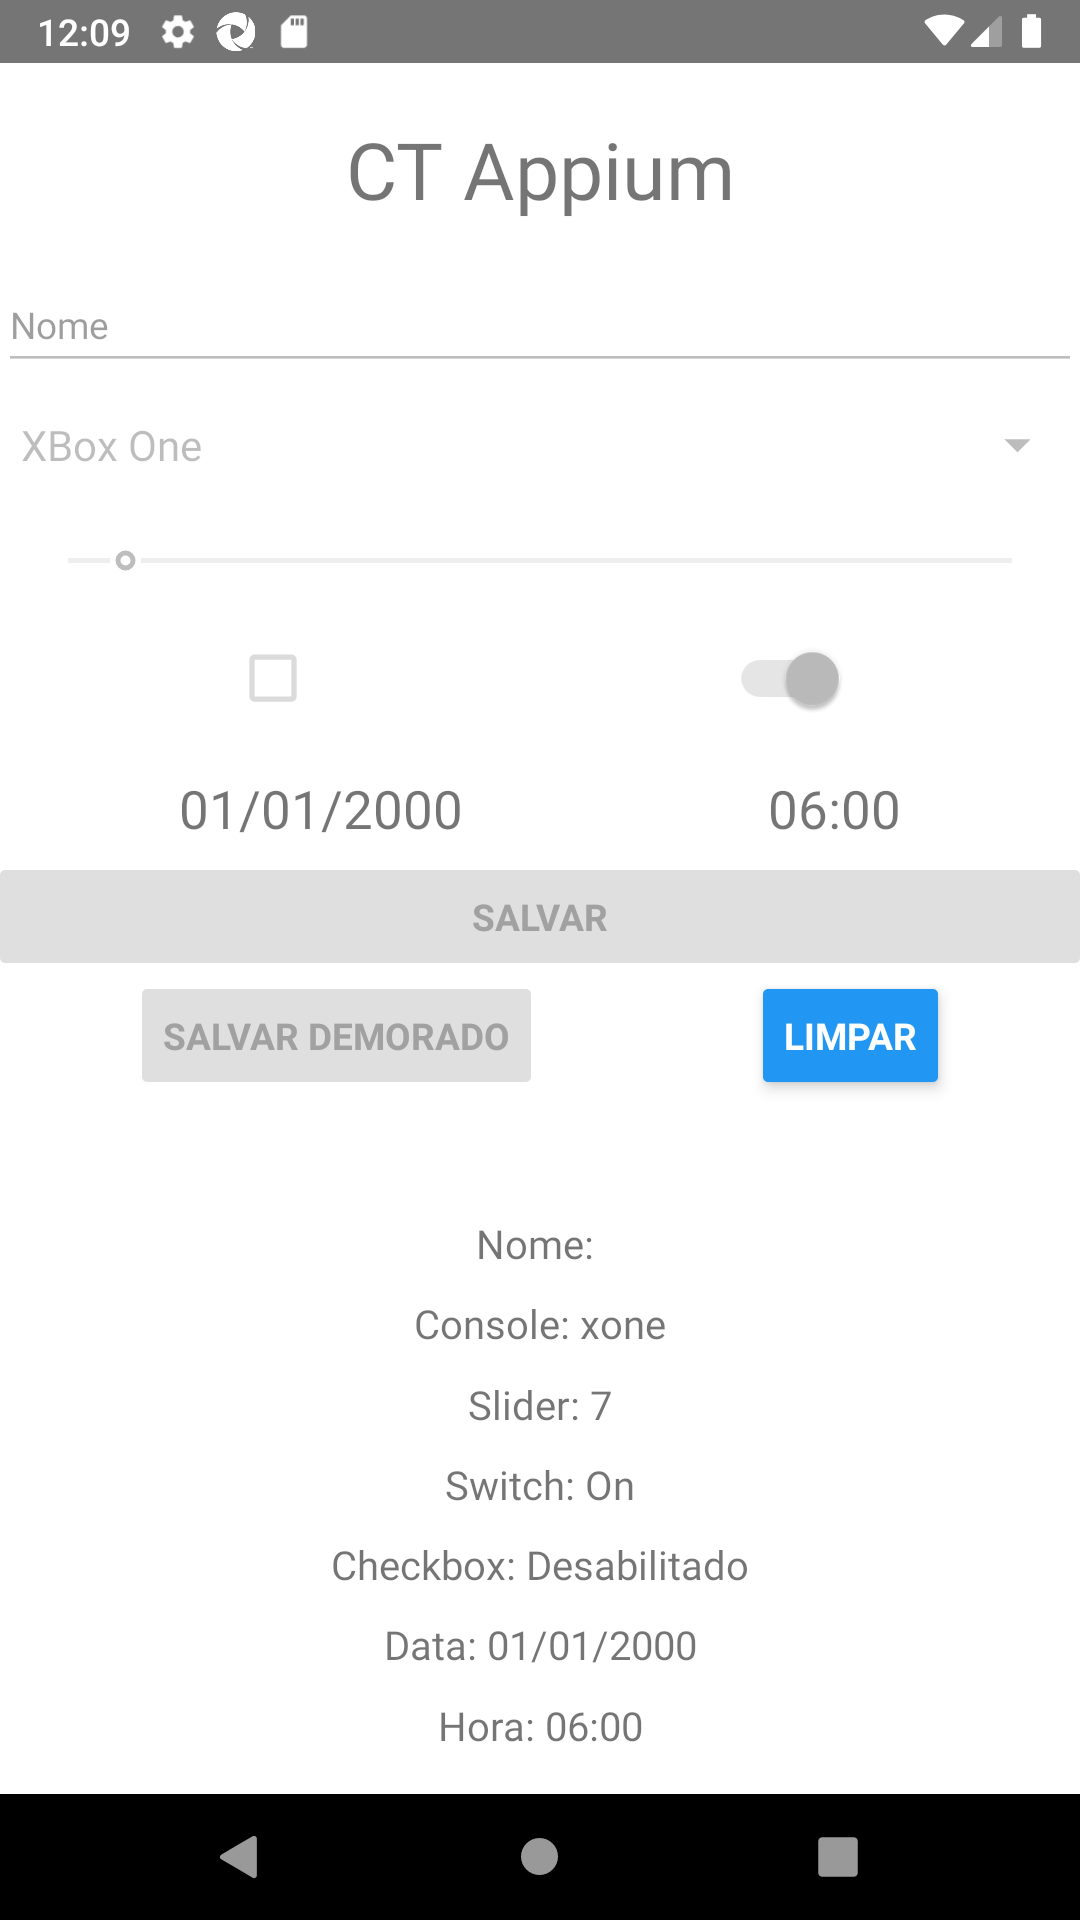 12:09
CT Appium
Nome
XBox One
01/01/2000 06:00
SALVAR
SALVAR DEMORADO LIMPAR
Nome:
Console: xone
Slider: 7
Switch: On
Checkbox: Desabilitado
Data: 01/01/2000
Hora: 06:00